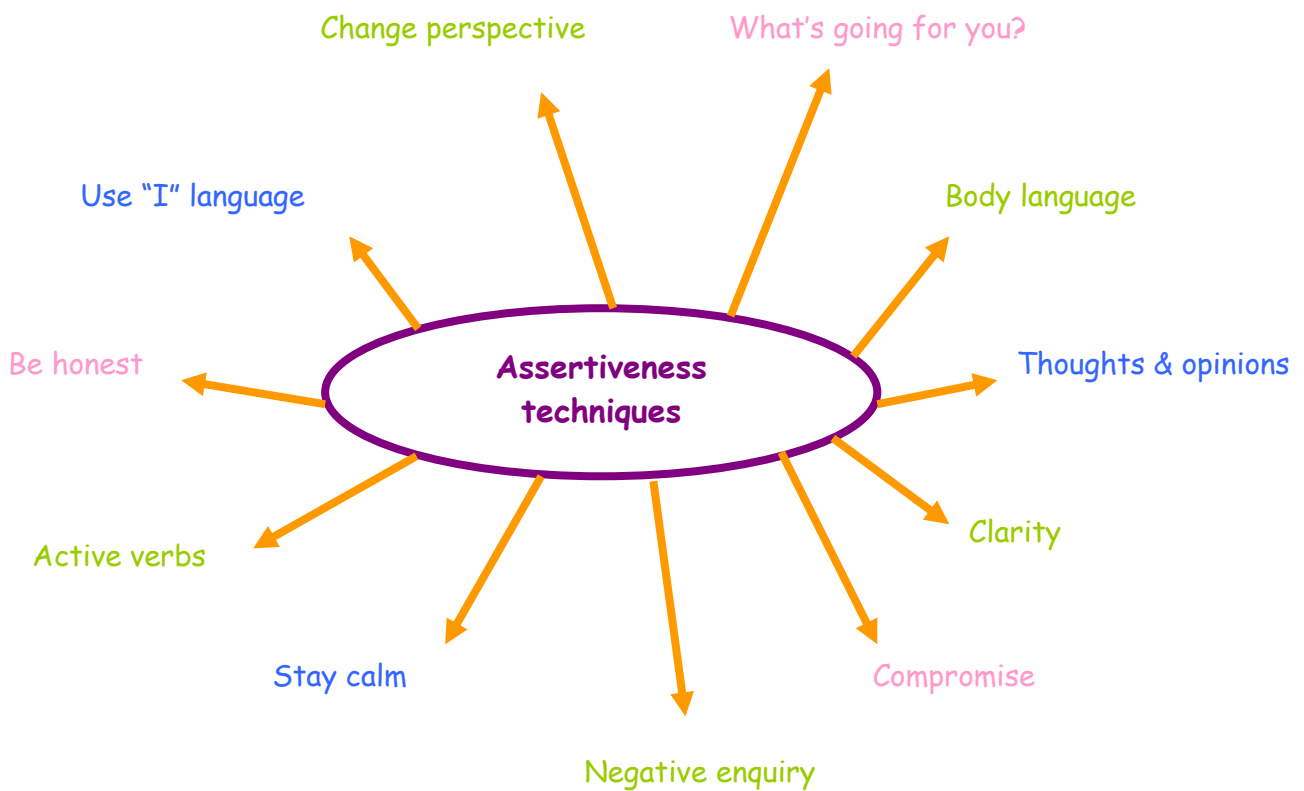 Change perspective
What's going for you?
Use “I” language
Body language
Be honest
Assertiveness
techniques
Thoughts & opinions
Active verbs
Clarity
Stay calm
Compromise
Negative enquiry